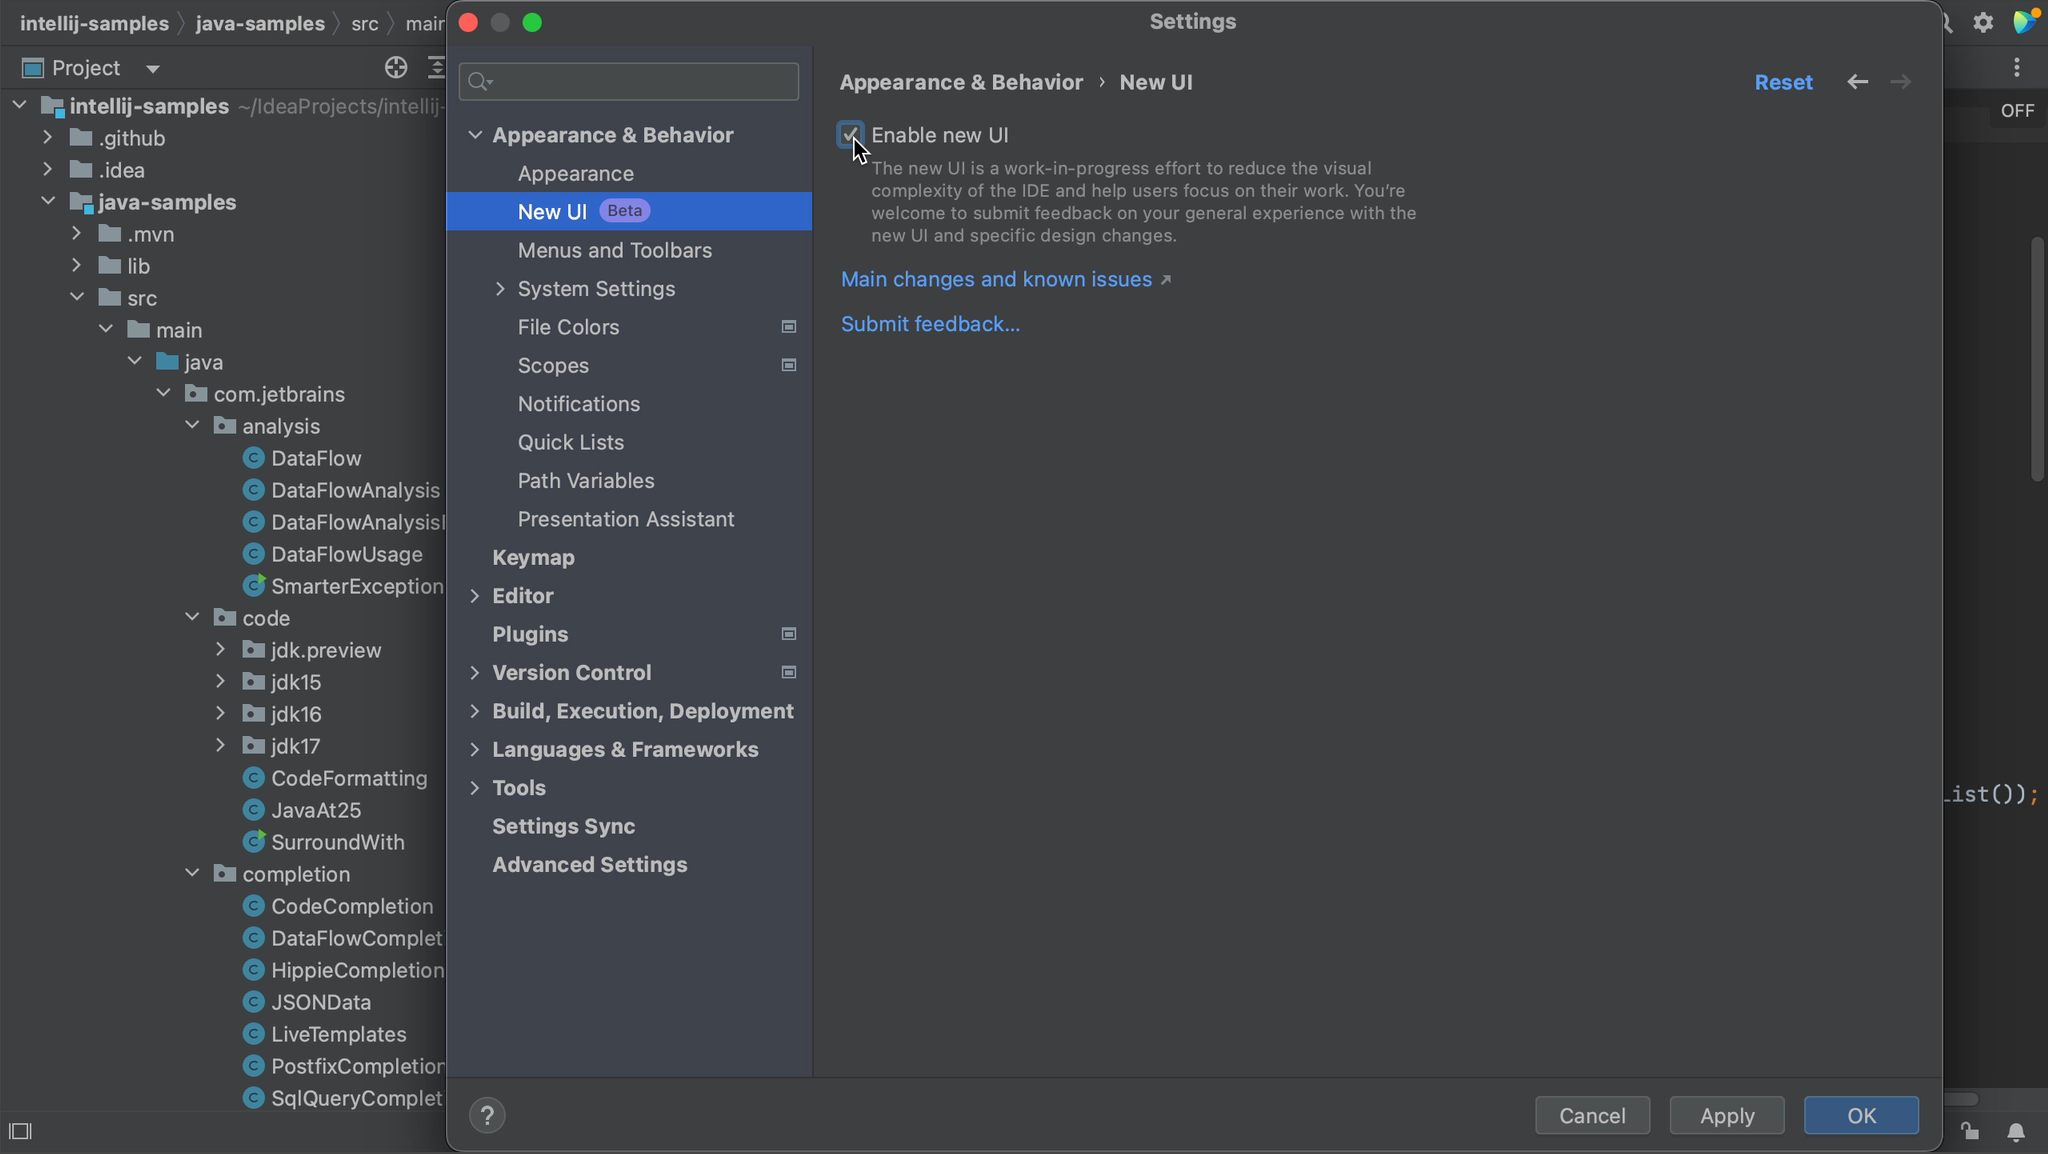 intellij-samples java-samples src main
Project
intellij-samples ~/IdeaProjects/intellij-
.github
.idea
java-samples
.mvn
lib
src
main
java
com.jetbrains
analysis
DataFlow
DataFlowAnalysis
DataFlowAnalysisI
DataFlowUsage
SmarterException
code
jdk.preview
jdk15
jdk16
jdk17
CodeFormatting
JavaAt25
SurroundWith
completion
CodeCompletion
DataFlowComplet
HippieCompletion
JSONData
LiveTemplates
PostfixCompletion
SqlQueryComplet
Settings
Appearance & Behavior
Appearance
New UI Beta
Menus and Toolbars
System Settings
File Colors
Scopes
Notifications
Quick Lists
Path Variables
Presentation Assistant
Keymap
Editor
Plugins
Version Control
Build, Execution, Deployment
Languages & Frameworks
Tools
Settings Sync
Advanced Settings
Appearance & Behavior › New UI
Reset
Enable new UI
The new UI is a work-in-progress effort to reduce the visual
complexity of the IDE and help users focus on their work. You're
welcome to submit feedback on your general experience with the
new UI and specific design changes.
Main changes and known issues ↗
Submit feedback...
?
Cancel Apply OK
OFF
List());